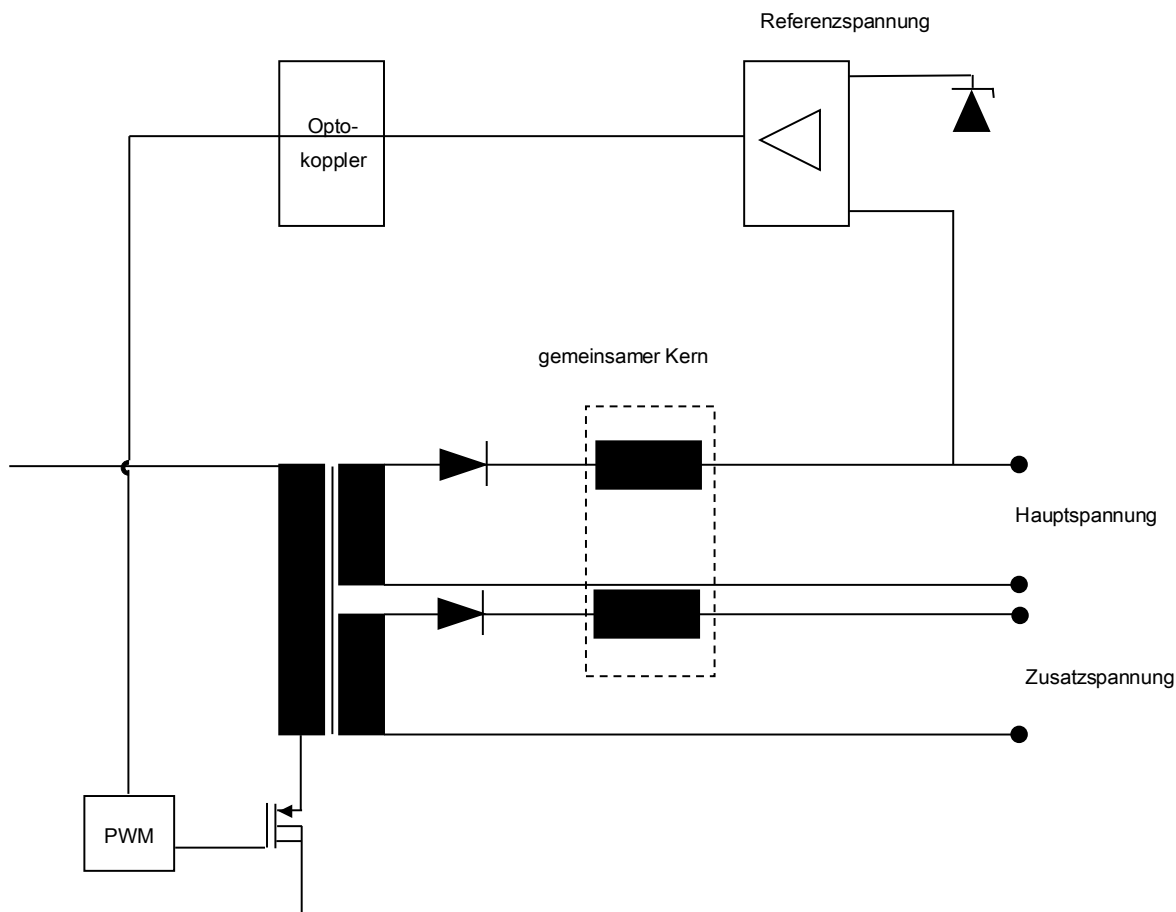 Referenzspannung
Opto-
koppler
gemeinsamer Kern
Hauptspannung
Zusatzspannung
PWM